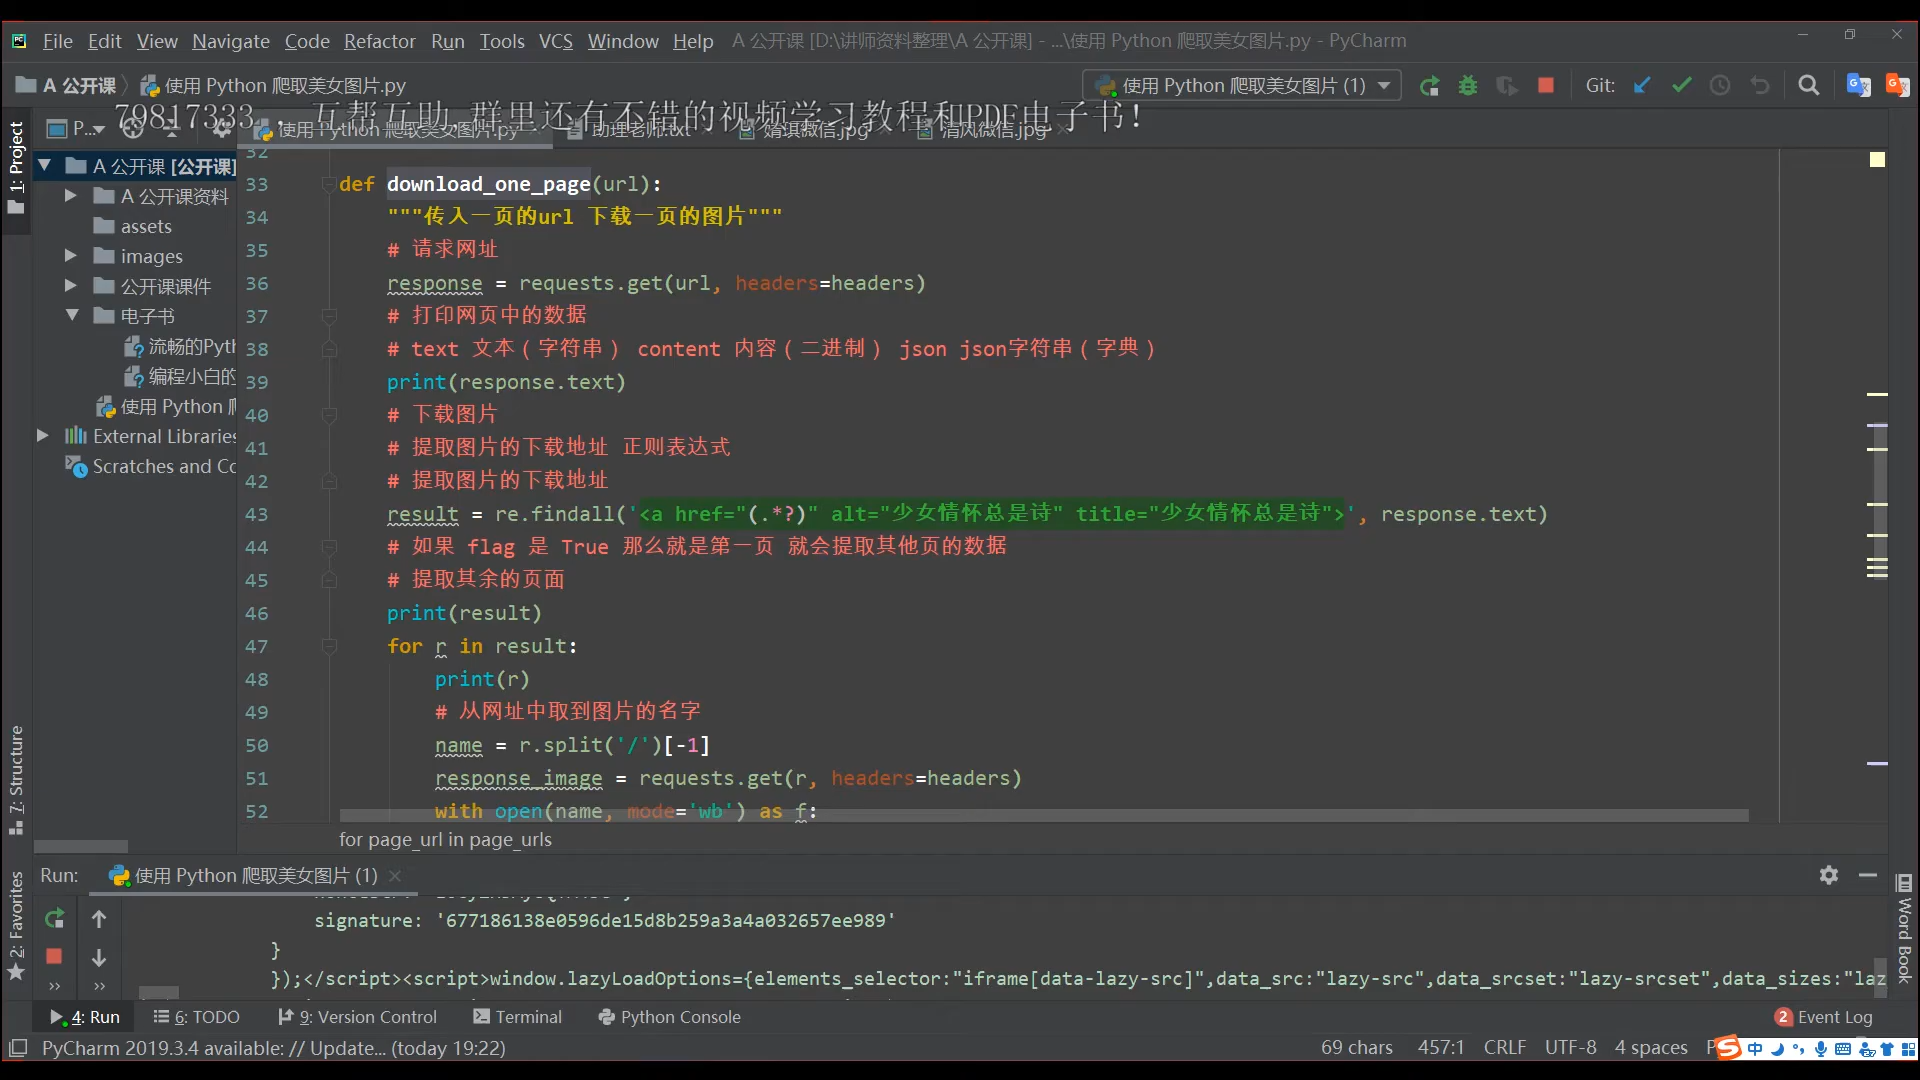 File Edit View Navigate Code Refactor Run Tools VCS Window Help A 公开课 [D:\讲师资料整理\A 公开课] - ...\使用 Python 爬取美女图片.py - PyCharm
A 公开课 使用 Python 爬取美女图片.py 使用 Python 爬取美女图片 (1) Git:
79817333 , 互帮互助,群里还有不错的视频学习教程和PDF电子书!
P... 使用 Python 爬取美女图片.py 助理老师.txt 婧琪微信.jpg 清风微信.jpg
1: Project
A 公开课 [公开课]
A 公开课资料
assets
images
公开课课件
电子书
流畅的Pyth
编程小白的
使用 Python 爬
External Libraries
Scratches and Co
7: Structure
2: Favorites
32
33 def download_one_page(url):
34 """传入一页的url 下载一页的图片"""
35 # 请求网址
36 response = requests.get(url, headers=headers)
37 # 打印网页中的数据
38 # text 文本(字符串) content 内容(二进制) json json字符串(字典)
39 print(response.text)
40 # 下载图片
41 # 提取图片的下载地址 正则表达式
42 # 提取图片的下载地址
43 result = re.findall('<a href="(.*?)" alt="少女情怀总是诗" title="少女情怀总是诗">', response.text)
44 # 如果 flag 是 True 那么就是第一页 就会提取其他页的数据
45 # 提取其余的页面
46 print(result)
47 for r in result:
48 print(r)
49 # 从网址中取到图片的名字
50 name = r.split('/')[-1]
51 response_image = requests.get(r, headers=headers)
52 with open(name, mode='wb') as f:
for page_url in page_urls
Run: 使用 Python 爬取美女图片 (1)
signature: '677186138e0596de15d8b259a3a4a032657ee989'
}
});</script><script>window.lazyLoadOptions={elements_selector:"iframe[data-lazy-src]",data_src:"lazy-src",data_srcset:"lazy-srcset",data_sizes:"laz
Word Book
4: Run 6: TODO 9: Version Control Terminal Python Console 2 Event Log
PyCharm 2019.3.4 available: // Update... (today 19:22) 69 chars 457:1 CRLF UTF-8 4 spaces P 中